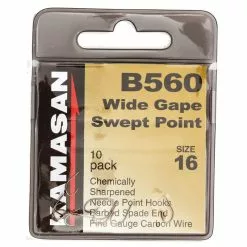 KAMASAN
B560
Wide Gape
Swept Point
SIZE
10
16
pack
Chemically
Sharpened
Needle Point Hooks
Barbed Spade End
Fine Gauge Carbon Wire